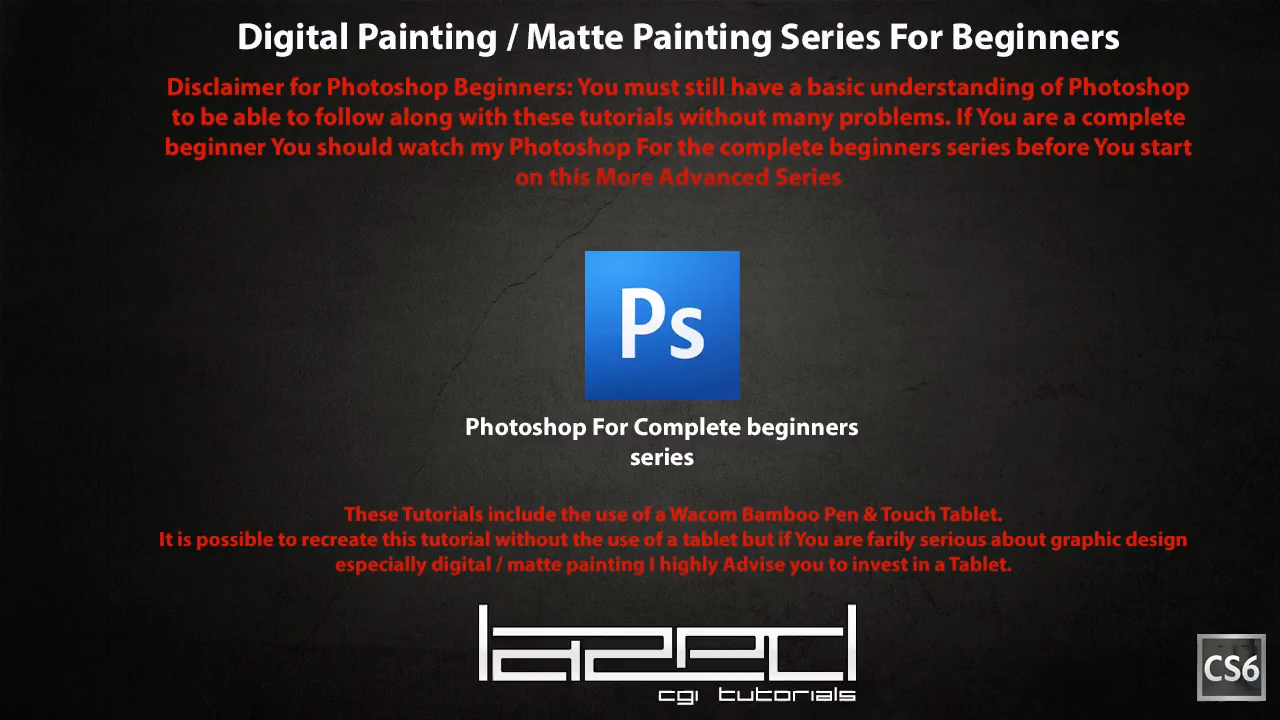 Digital Painting / Matte Painting Series For Beginners
Disclaimer for Photoshop Beginners: You must still have a basic understanding of Photoshop
to be able to follow along with these tutorials without many problems. If You are a complete
beginner You should watch my Photoshop For the complete beginners series before You start
on this More Advanced Series
Ps
Photoshop For Complete beginners
series
These Tutorials include the use of a Wacom Bamboo Pen & Touch Tablet.
It is possible to recreate this tutorial without the use of a tablet but if You are farily serious about graphic design
especially digital / matte painting I highly Advise you to invest in a Tablet.
lazed
cgi tutorials
CS6